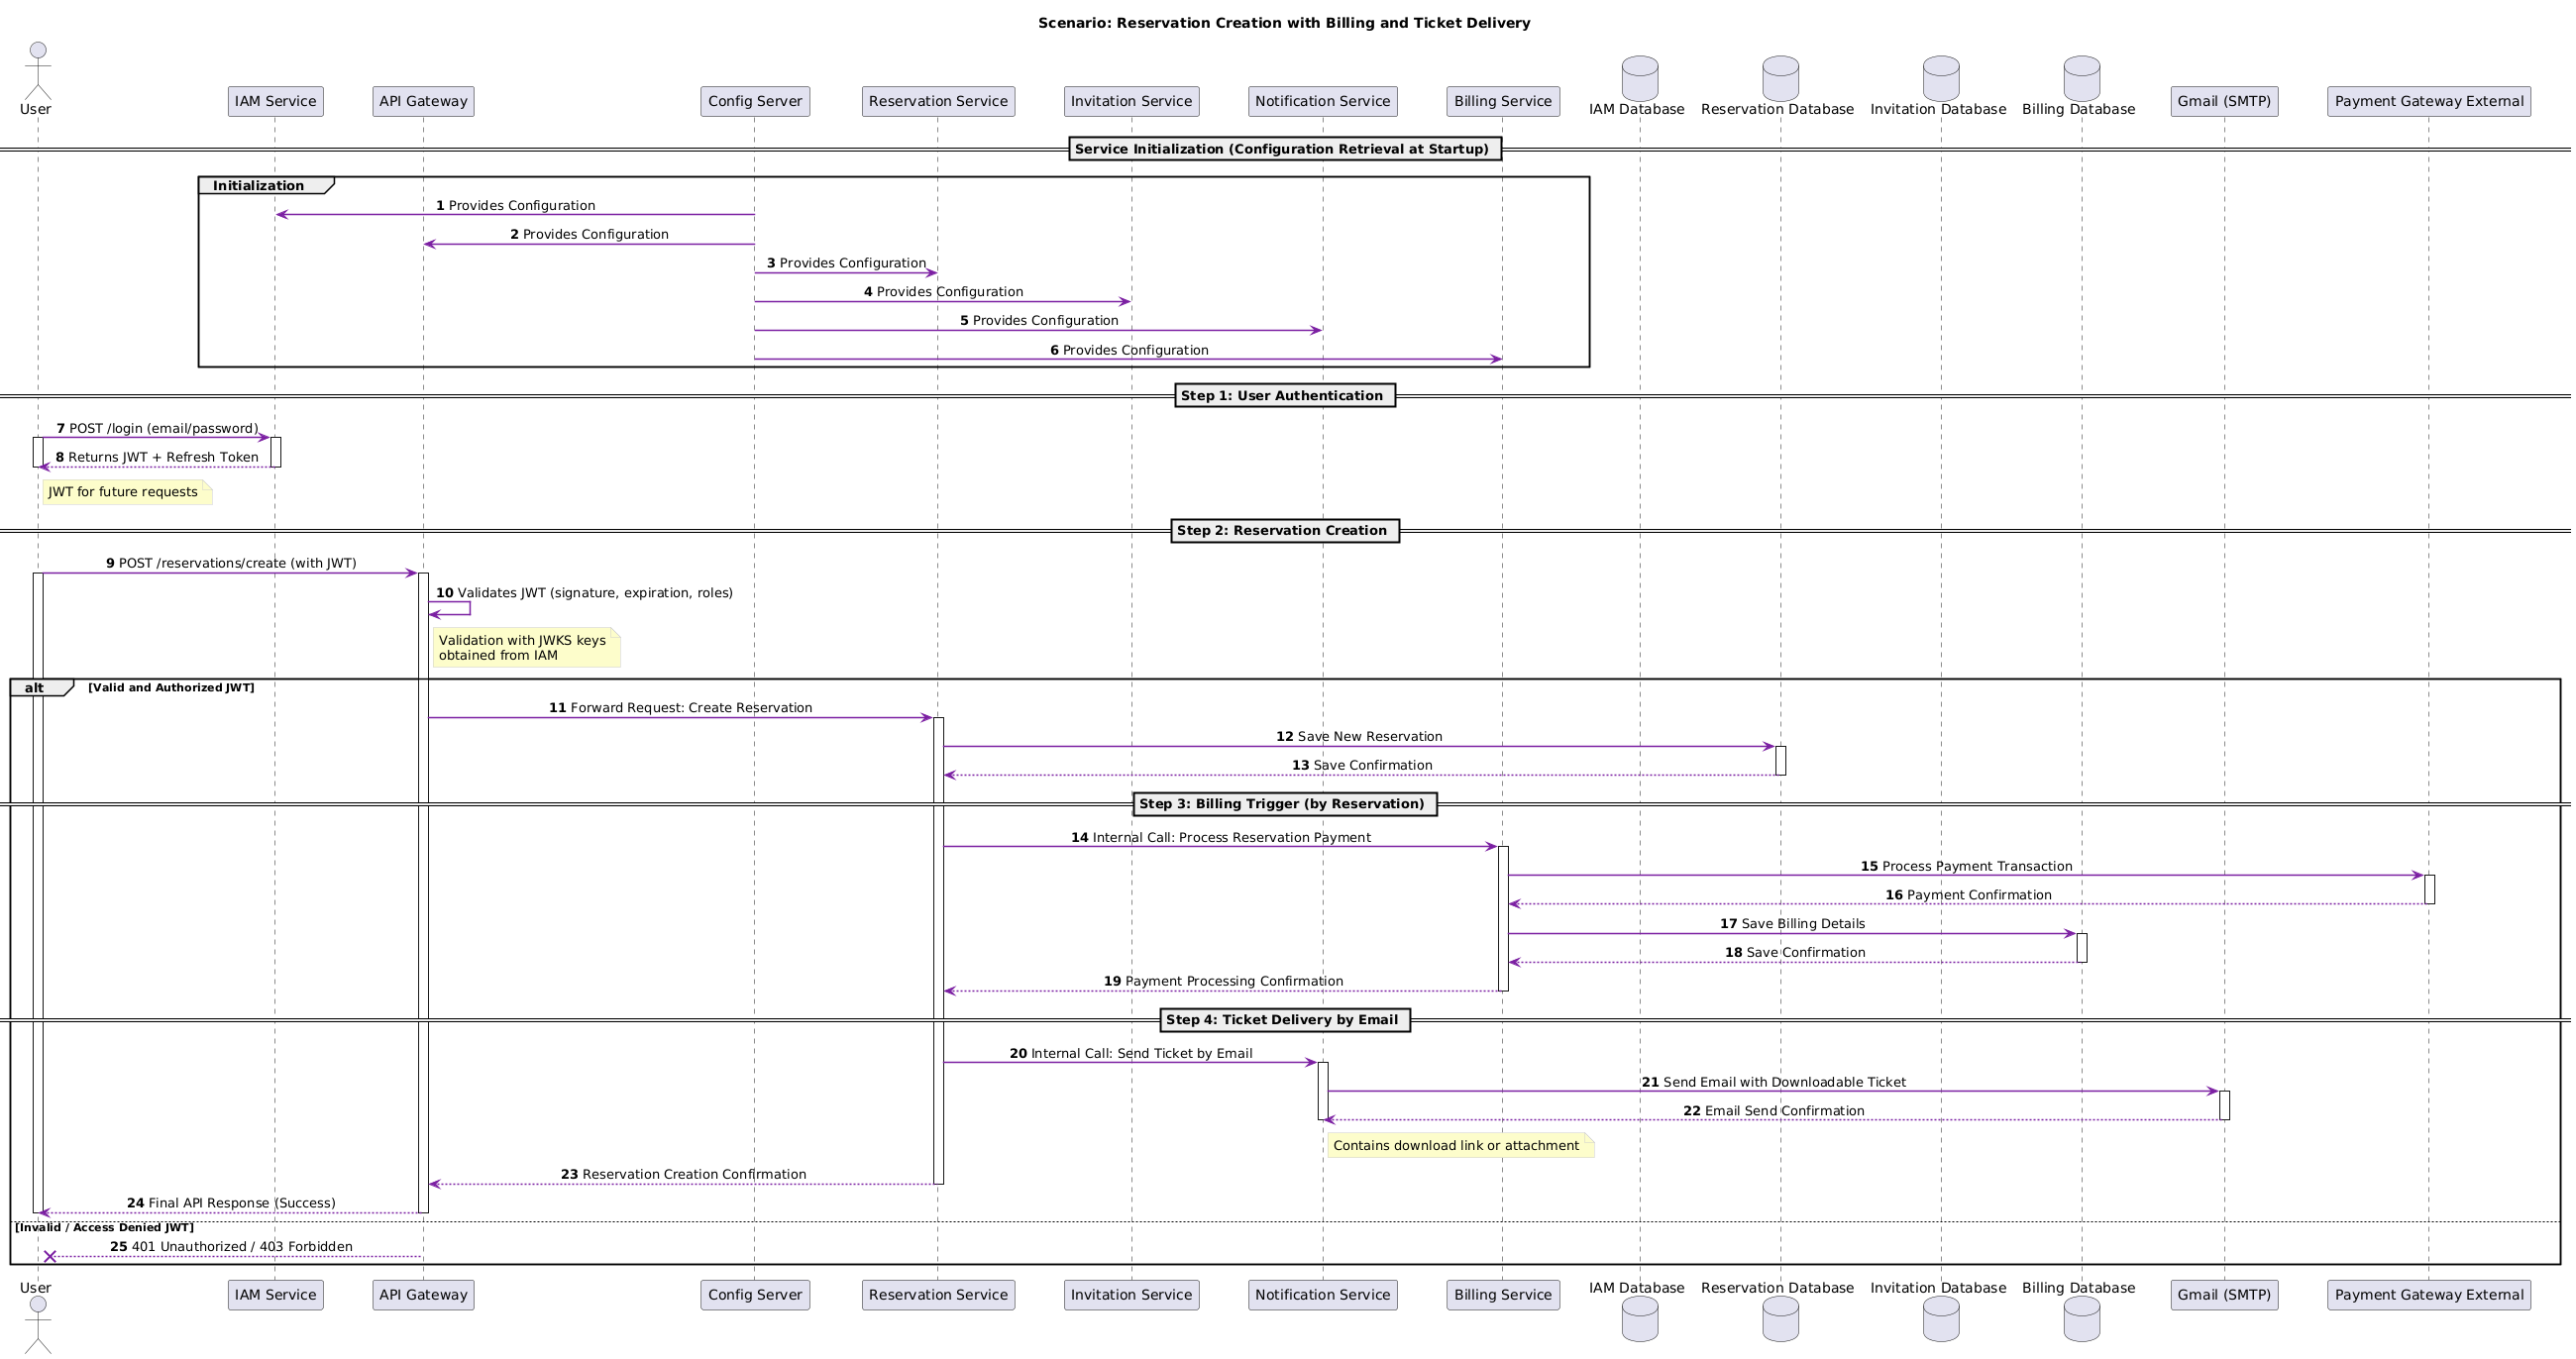 Scenario: Reservation Creation with Billing and Ticket Delivery
User
IAM Service
API Gateway
Config Server
Reservation Service
Invitation Service
Notification Service
Billing Service
IAM Database
Reservation Database
Invitation Database
Billing Database
Gmail (SMTP)
Payment Gateway External
Service Initialization (Configuration Retrieval at Startup)
Initialization
1 Provides Configuration
2 Provides Configuration
3 Provides Configuration
4 Provides Configuration
5 Provides Configuration
6 Provides Configuration
Step 1: User Authentication
7 POST /login (email/password)
8 Returns JWT + Refresh Token
JWT for future requests
Step 2: Reservation Creation
9 POST /reservations/create (with JWT)
10 Validates JWT (signature, expiration, roles)
Validation with JWKS keys
obtained from IAM
alt [Valid and Authorized JWT]
11 Forward Request: Create Reservation
12 Save New Reservation
13 Save Confirmation
Step 3: Billing Trigger (by Reservation)
14 Internal Call: Process Reservation Payment
15 Process Payment Transaction
16 Payment Confirmation
17 Save Billing Details
18 Save Confirmation
19 Payment Processing Confirmation
Step 4: Ticket Delivery by Email
20 Internal Call: Send Ticket by Email
21 Send Email with Downloadable Ticket
22 Email Send Confirmation
Contains download link or attachment
23 Reservation Creation Confirmation
24 Final API Response (Success)
[Invalid / Access Denied JWT]
25 401 Unauthorized / 403 Forbidden
User
IAM Service
API Gateway
Config Server
Reservation Service
Invitation Service
Notification Service
Billing Service
IAM Database
Reservation Database
Invitation Database
Billing Database
Gmail (SMTP)
Payment Gateway External